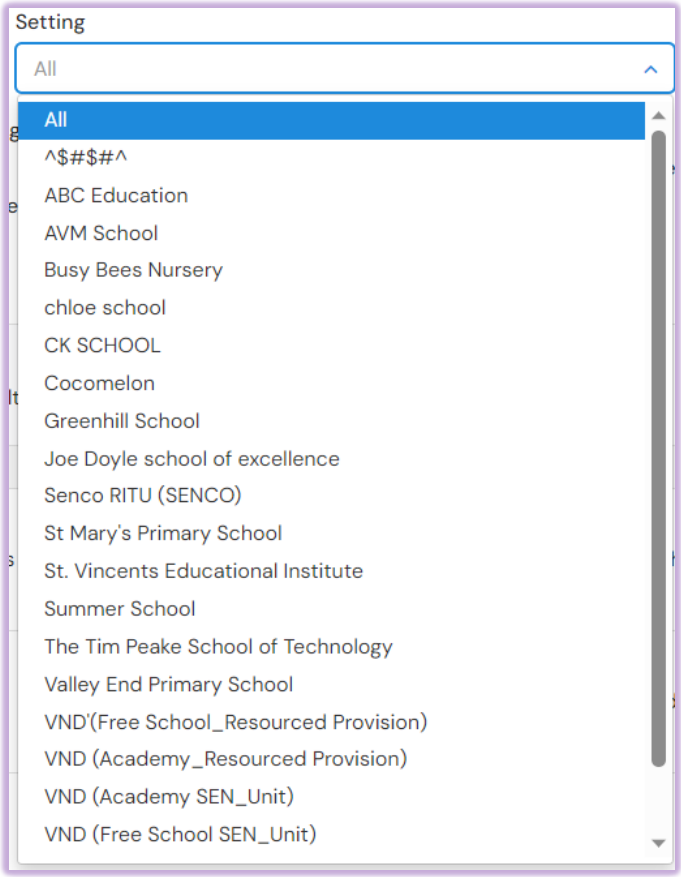 Setting
All
All
^$#$#^
ABC Education
AVM School
Busy Bees Nursery
chloe school
CK SCHOOL
Cocomelon
Greenhill School
Joe Doyle school of excellence
Senco RITU (SENCO)
St Mary's Primary School
St. Vincents Educational Institute
Summer School
The Tim Peake School of Technology
Valley End Primary School
VND'(Free School_Resourced Provision)
VND (Academy_Resourced Provision)
VND (Academy SEN_Unit)
VND (Free School SEN_Unit)